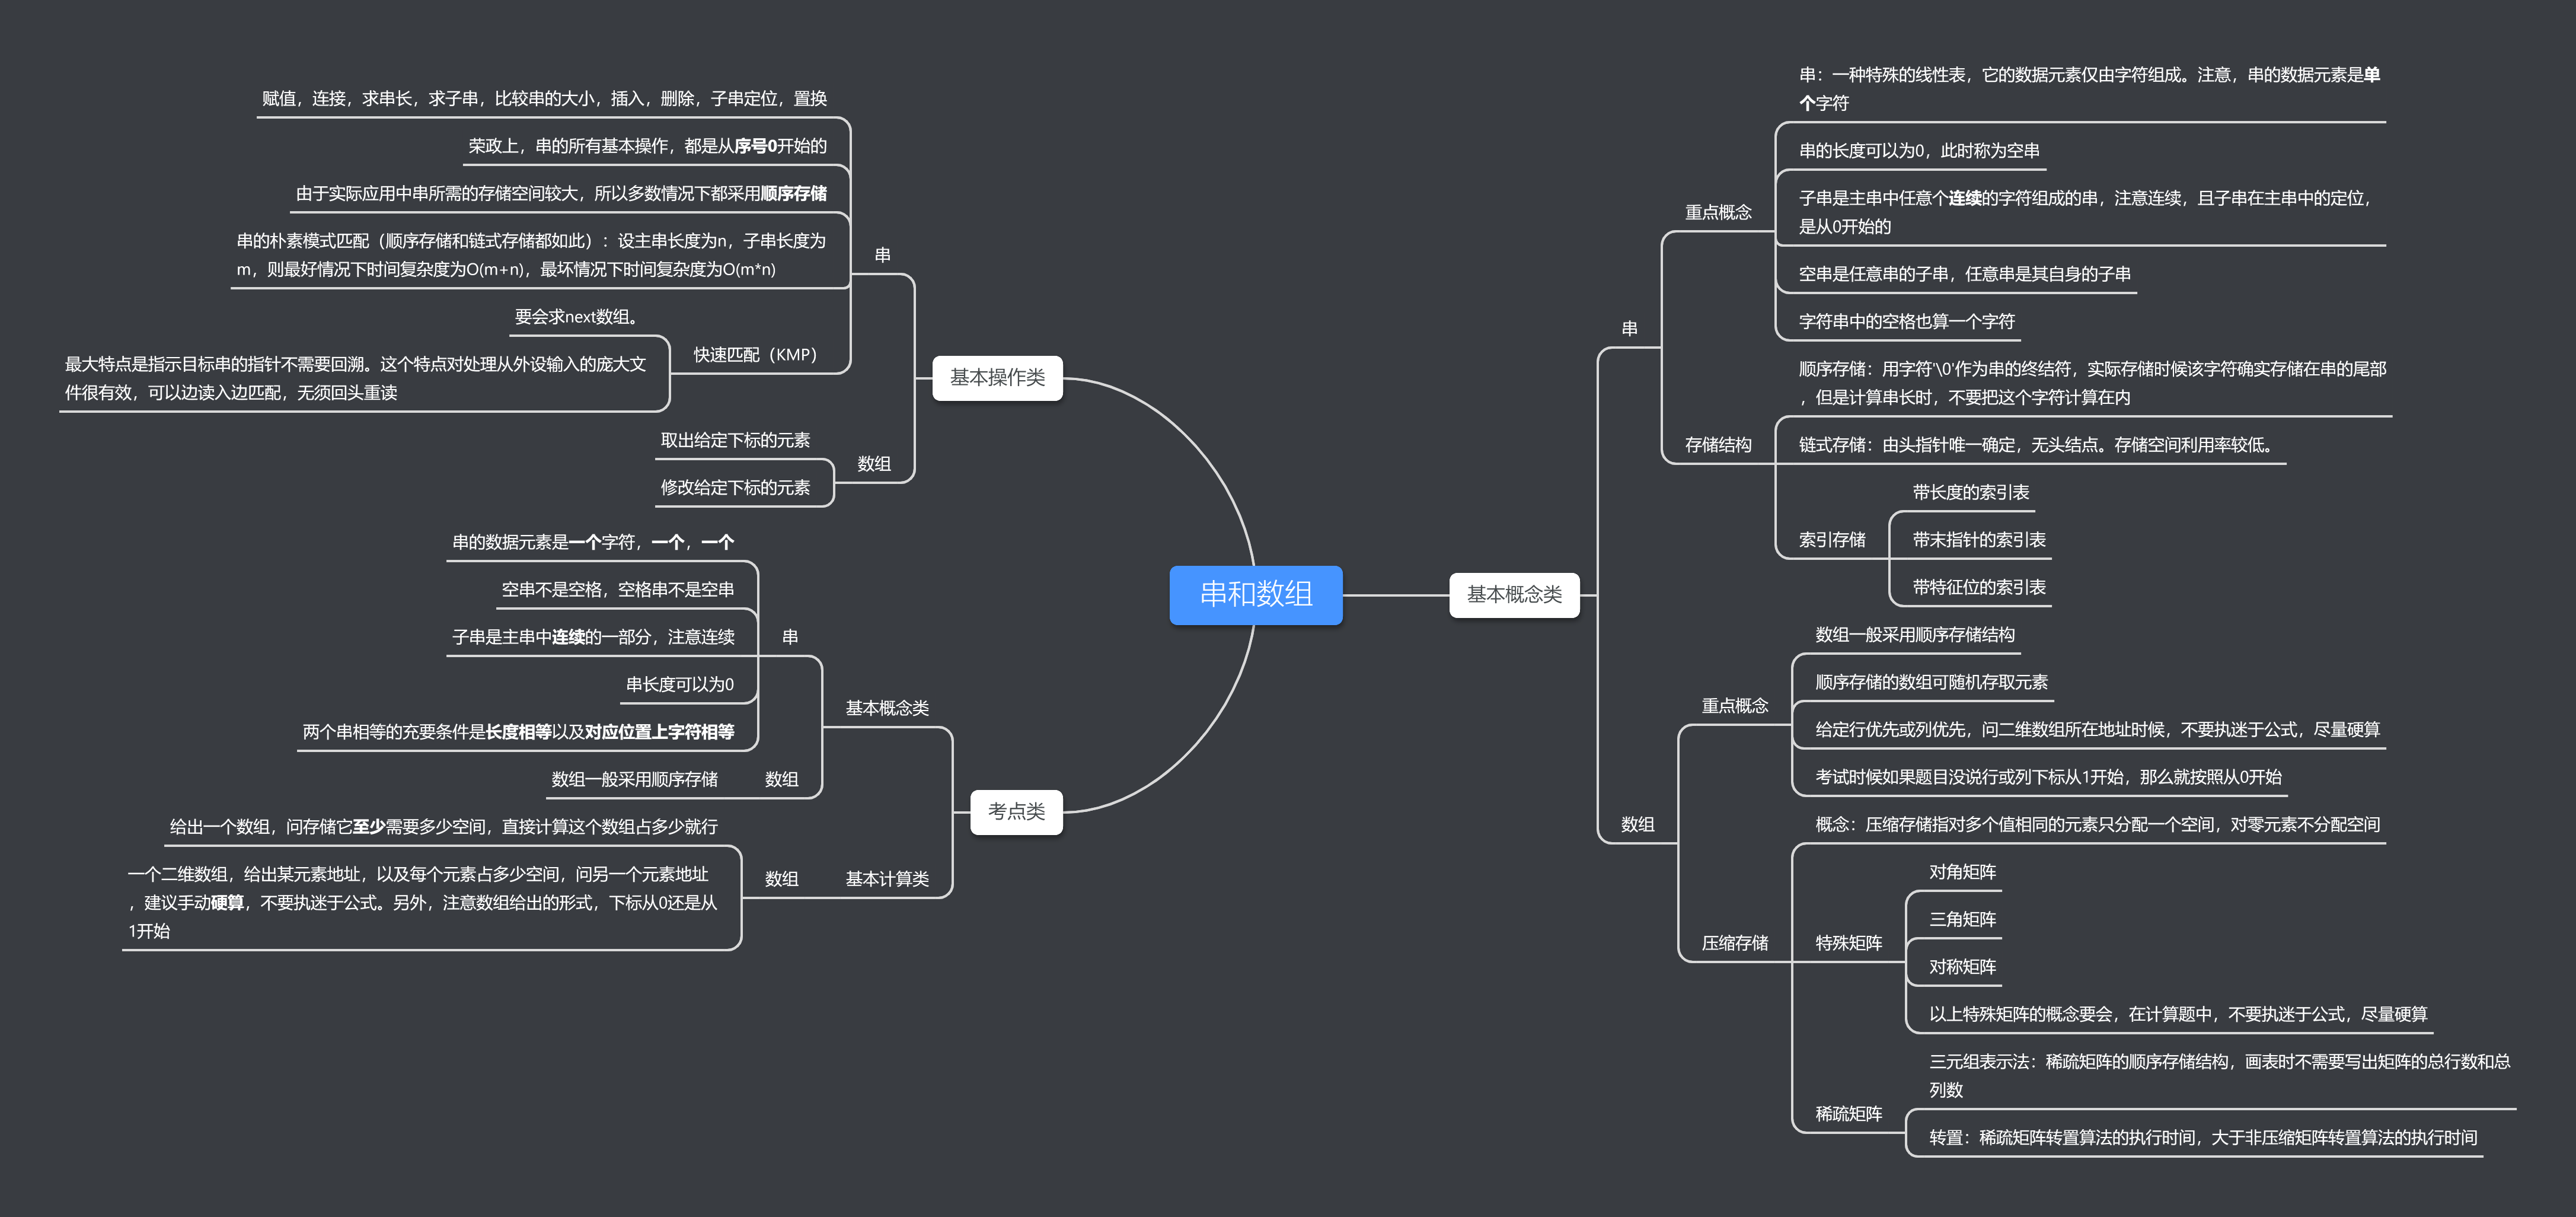 串和数组
基本概念类
串
重点概念
串：一种特殊的线性表，它的数据元素仅由字符组成。注意，串的数据元素是单
个字符
串的长度可以为0，此时称为空串
子串是主串中任意个连续的字符组成的串，注意连续，且子串在主串中的定位，
是从0开始的
空串是任意串的子串，任意串是其自身的子串
字符串中的空格也算一个字符
存储结构
顺序存储：用字符'\0'作为串的终结符，实际存储时候该字符确实存储在串的尾部
，但是计算串长时，不要把这个字符计算在内
链式存储：由头指针唯一确定，无头结点。存储空间利用率较低。
索引存储
带长度的索引表
带末指针的索引表
带特征位的索引表
数组
重点概念
数组一般采用顺序存储结构
顺序存储的数组可随机存取元素
给定行优先或列优先，问二维数组所在地址时候，不要执迷于公式，尽量硬算
考试时候如果题目没说行或列下标从1开始，那么就按照从0开始
压缩存储
概念：压缩存储指对多个值相同的元素只分配一个空间，对零元素不分配空间
特殊矩阵
对角矩阵
三角矩阵
对称矩阵
以上特殊矩阵的概念要会，在计算题中，不要执迷于公式，尽量硬算
稀疏矩阵
三元组表示法：稀疏矩阵的顺序存储结构，画表时不需要写出矩阵的总行数和总
列数
转置：稀疏矩阵转置算法的执行时间，大于非压缩矩阵转置算法的执行时间
基本操作类
串
赋值，连接，求串长，求子串，比较串的大小，插入，删除，子串定位，置换
荣政上，串的所有基本操作，都是从序号0开始的
由于实际应用中串所需的存储空间较大，所以多数情况下都采用顺序存储
串的朴素模式匹配（顺序存储和链式存储都如此）：设主串长度为n，子串长度为
m，则最好情况下时间复杂度为O(m+n)，最坏情况下时间复杂度为O(m*n)
快速匹配（KMP）
要会求next数组。
最大特点是指示目标串的指针不需要回溯。这个特点对处理从外设输入的庞大文
件很有效，可以边读入边匹配，无须回头重读
数组
取出给定下标的元素
修改给定下标的元素
考点类
基本概念类
串
串的数据元素是一个字符，一个，一个
空串不是空格，空格串不是空串
子串是主串中连续的一部分，注意连续
串长度可以为0
两个串相等的充要条件是长度相等以及对应位置上字符相等
数组
数组一般采用顺序存储
基本计算类
数组
给出一个数组，问存储它至少需要多少空间，直接计算这个数组占多少就行
一个二维数组，给出某元素地址，以及每个元素占多少空间，问另一个元素地址
，建议手动硬算，不要执迷于公式。另外，注意数组给出的形式，下标从0还是从
1开始